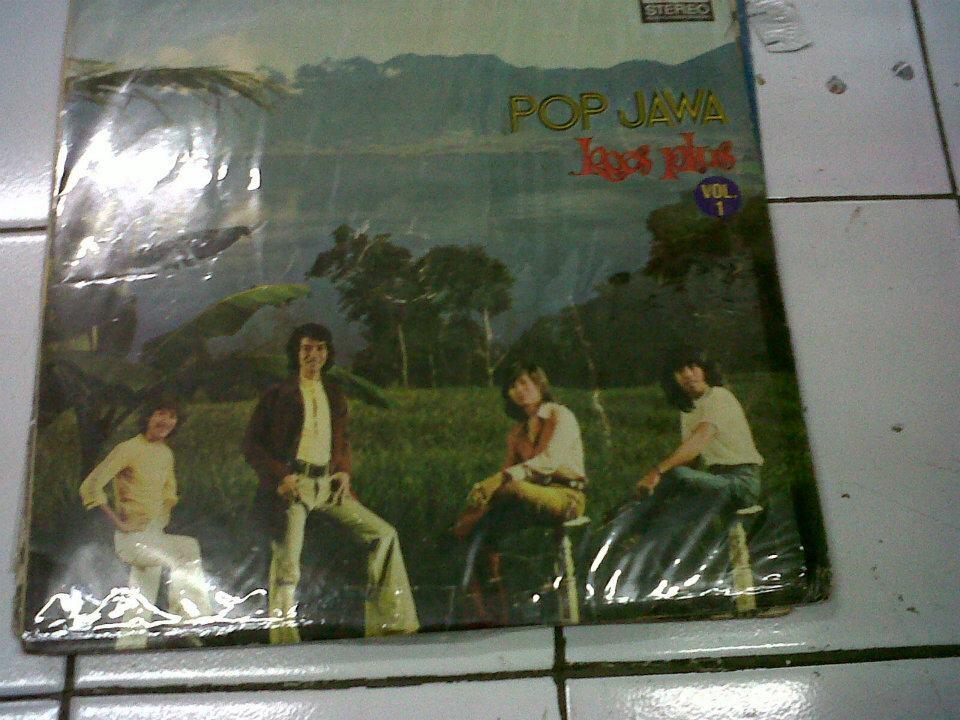 STEREO
POP JAWA
koes plus
VOL.
1